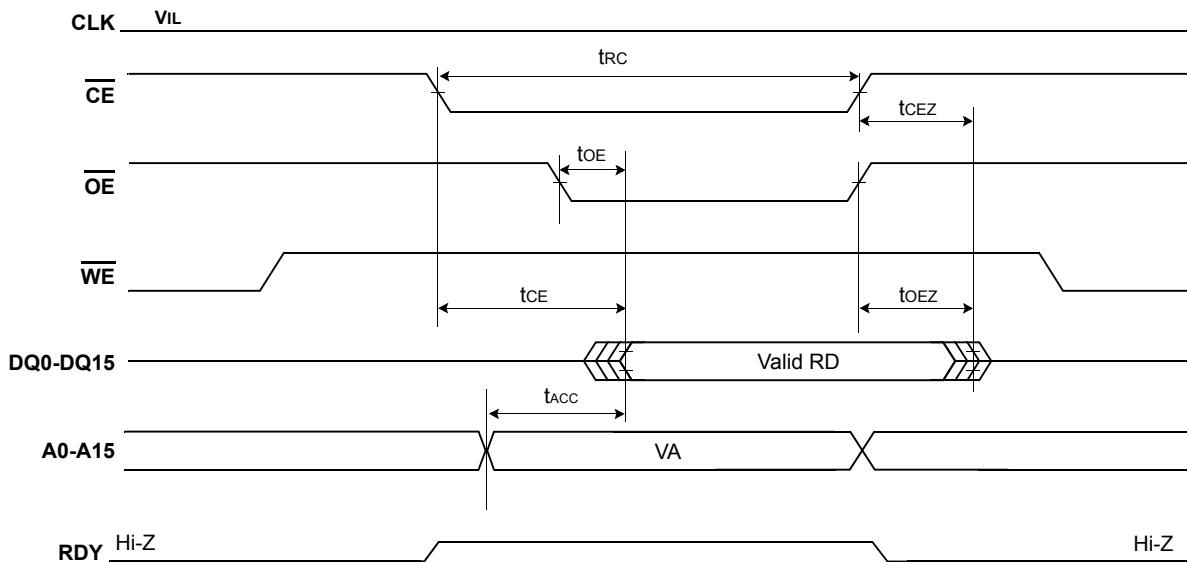 CLK VIL
tRC
CE
tCEZ
tOE
OE
WE
tCE tOEZ
DQ0-DQ15 Valid RD
tACC
A0-A15 VA
RDY Hi-Z Hi-Z